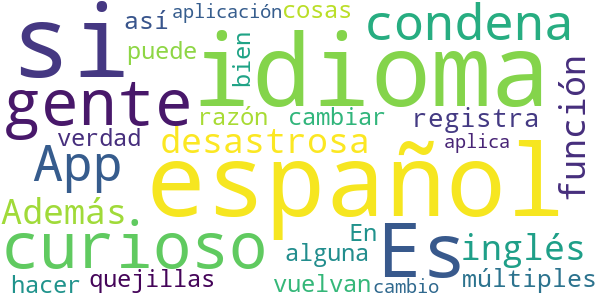 si
así
aplicación
cosas
puede
bien
idioma
condena
gente
verdad
razón
cambiar
registra
función
App
desastrosa
aplica
español
Además
curioso
Es
En
inglés
alguna
hacer
quejillas
vuelvan
cambio
múltiples